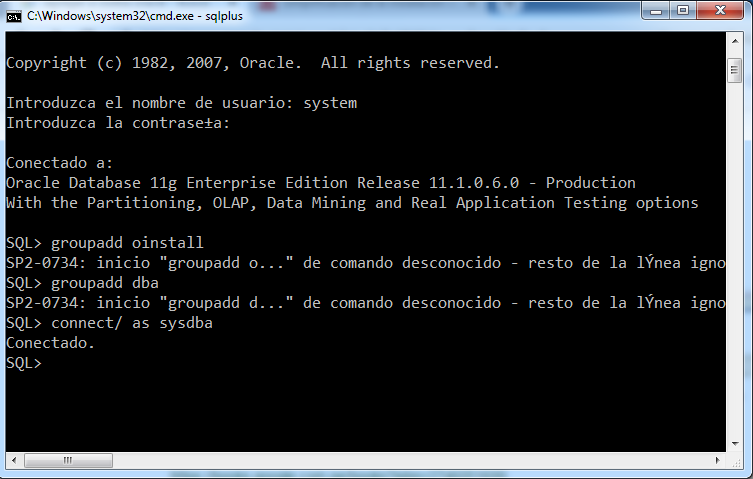 C:\Windows\system32\cmd.exe - sqlplus
Copyright (c) 1982, 2007, Oracle.  All rights reserved.
Introduzca el nombre de usuario: system
Introduzca la contrase±a:
Conectado a:
Oracle Database 11g Enterprise Edition Release 11.1.0.6.0 - Production
With the Partitioning, OLAP, Data Mining and Real Application Testing options
SQL> groupadd oinstall
SP2-0734: inicio "groupadd o..." de comando desconocido - resto de la lÝnea igno
SQL> groupadd dba
SP2-0734: inicio "groupadd d..." de comando desconocido - resto de la lÝnea igno
SQL> connect/ as sysdba
Conectado.
SQL>